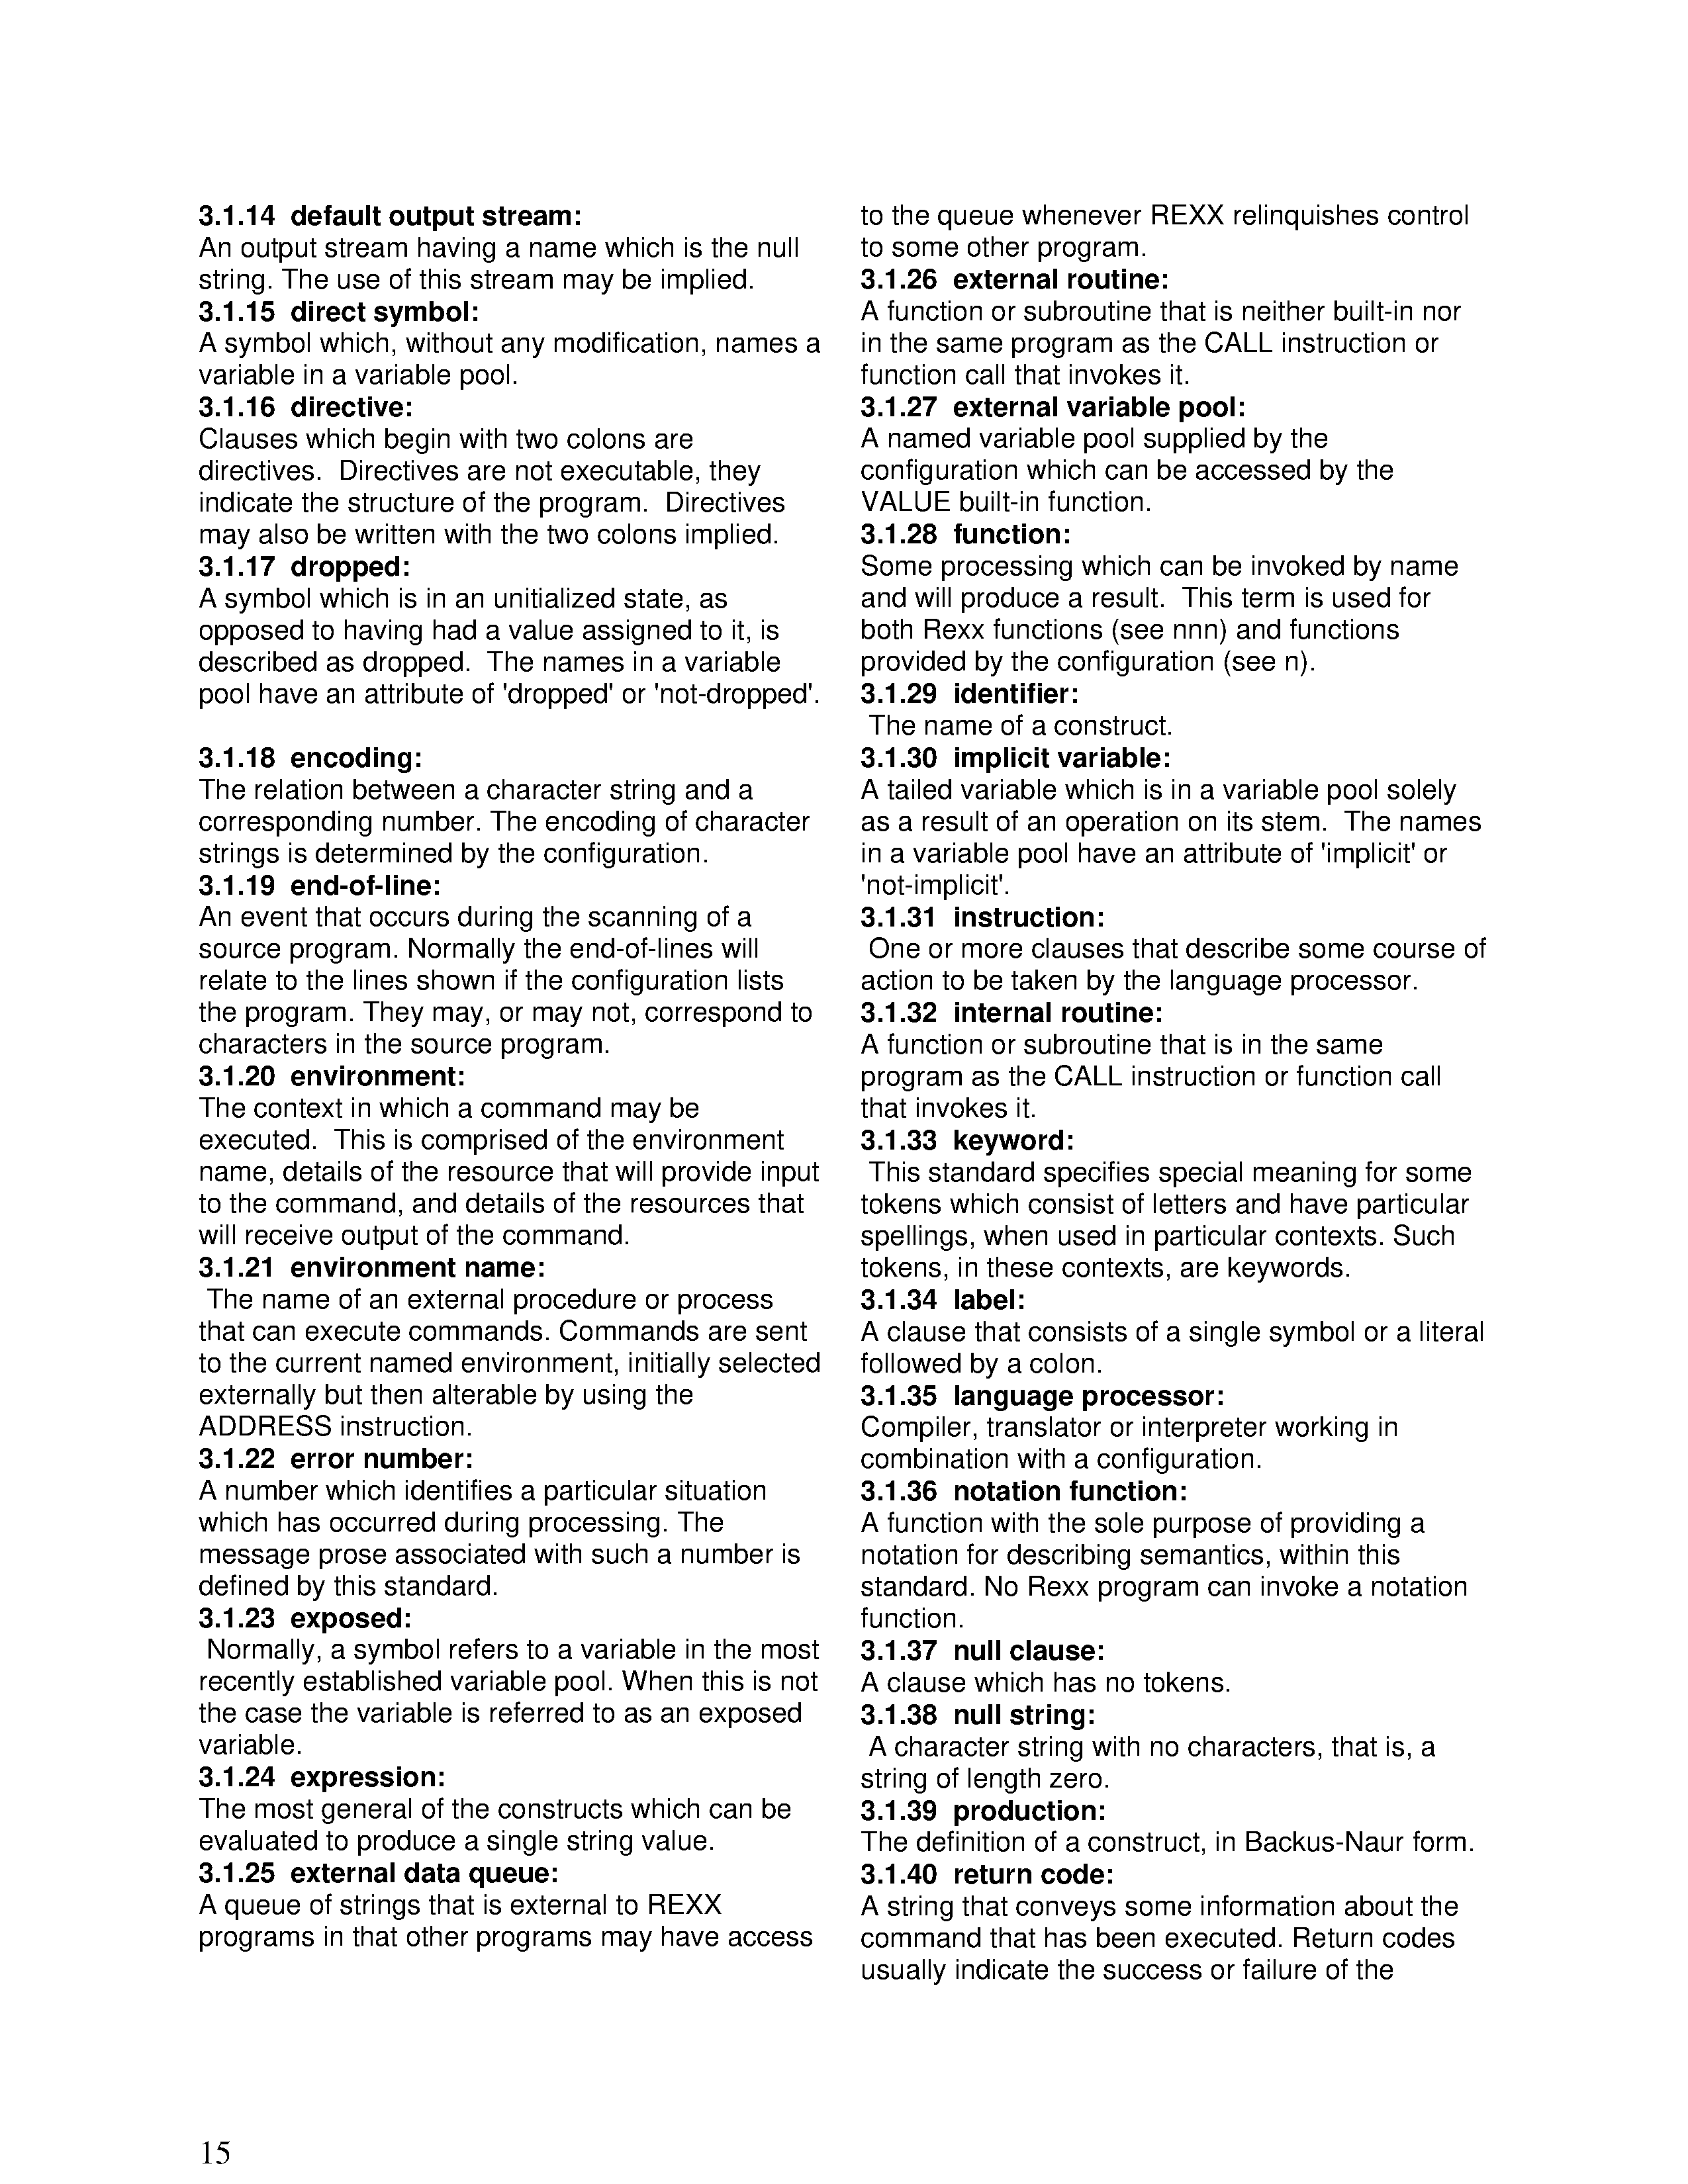 3.1.14 default output stream:
An output stream having a name which is the null
string. The use of this stream may be implied.
3.1.15 direct symbol:
A symbol which, without any modification, names a
variable in a variable pool.
3.1.16 directive:
Clauses which begin with two colons are
directives. Directives are not executable, they
indicate the structure of the program. Directives
may also be written with the two colons implied.
3.1.17 dropped:
A symbol which is in an unitialized state, as
opposed to having had a value assigned to it, is
described as dropped. The names in a variable
pool have an attribute of 'dropped' or 'not-dropped'.
3.1.18 encoding:
The relation between a character string and a
corresponding number. The encoding of character
strings is determined by the configuration.
3.1.19 end-of-line:
An event that occurs during the scanning of a
source program. Normally the end-of-lines will
relate to the lines shown if the configuration lists
the program. They may, or may not, correspond to
characters in the source program.
3.1.20 environment:
The context in which a command may be
executed. This is comprised of the environment
name, details of the resource that will provide input
to the command, and details of the resources that
will receive output of the command.
3.1.21 environment name:
The name of an external procedure or process
that can execute commands. Commands are sent
to the current named environment, initially selected
externally but then alterable by using the
ADDRESS instruction.
3.1.22 error number:
A number which identifies a particular situation
which has occurred during processing. The
message prose associated with such a number is
defined by this standard.
3.1.23 exposed:
Normally, a symbol refers to a variable in the most
recently established variable pool. When this is not
the case the variable is referred to as an exposed
variable.
3.1.24 expression:
The most general of the constructs which can be
evaluated to produce a single string value.
3.1.25 external data queue:
A queue of strings that is external to REXX
programs in that other programs may have access
to the queue whenever REXX relinquishes control
to some other program.
3.1.26 external routine:
A function or subroutine that is neither built-in nor
in the same program as the CALL instruction or
function call that invokes it.
3.1.27 external variable pool:
A named variable pool supplied by the
configuration which can be accessed by the
VALUE built-in function.
3.1.28 function:
Some processing which can be invoked by name
and will produce a result. This term is used for
both Rexx functions (see nnn) and functions
provided by the configuration (see n).
3.1.29 identifier:
The name of a construct.
3.1.30 implicit variable:
A tailed variable which is in a variable pool solely
as a result of an operation on its stem. The names
in a variable pool have an attribute of 'implicit' or
'not-implicit'.
3.1.31 instruction:
One or more clauses that describe some course of
action to be taken by the language processor.
3.1.32 internal routine:
A function or subroutine that is in the same
program as the CALL instruction or function call
that invokes it.
3.1.33 keyword:
This standard specifies special meaning for some
tokens which consist of letters and have particular
spellings, when used in particular contexts. Such
tokens, in these contexts, are keywords.
3.1.34 label:
A clause that consists of a single symbol or a literal
followed by a colon.
3.1.35 language processor:
Compiler, translator or interpreter working in
combination with a configuration.
3.1.36 notation function:
A function with the sole purpose of providing a
notation for describing semantics, within this
standard. No Rexx program can invoke a notation
function.
3.1.37 null clause:
A clause which has no tokens.
3.1.38 null string:
A character string with no characters, that is, a
string of length zero.
3.1.39 production:
The definition of a construct, in Backus-Naur form.
3.1.40 return code:
A string that conveys some information about the
command that has been executed. Return codes
usually indicate the success or failure of the
15